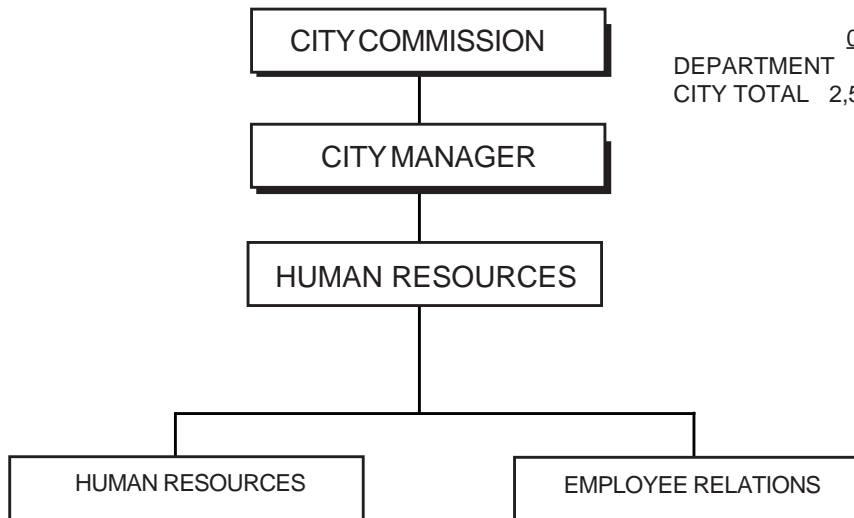 CITY COMMISSION
DEPARTMENT
CITY TOTAL
CITY MANAGER
HUMAN RESOURCES
HUMAN RESOURCES
EMPLOYEE RELATIONS